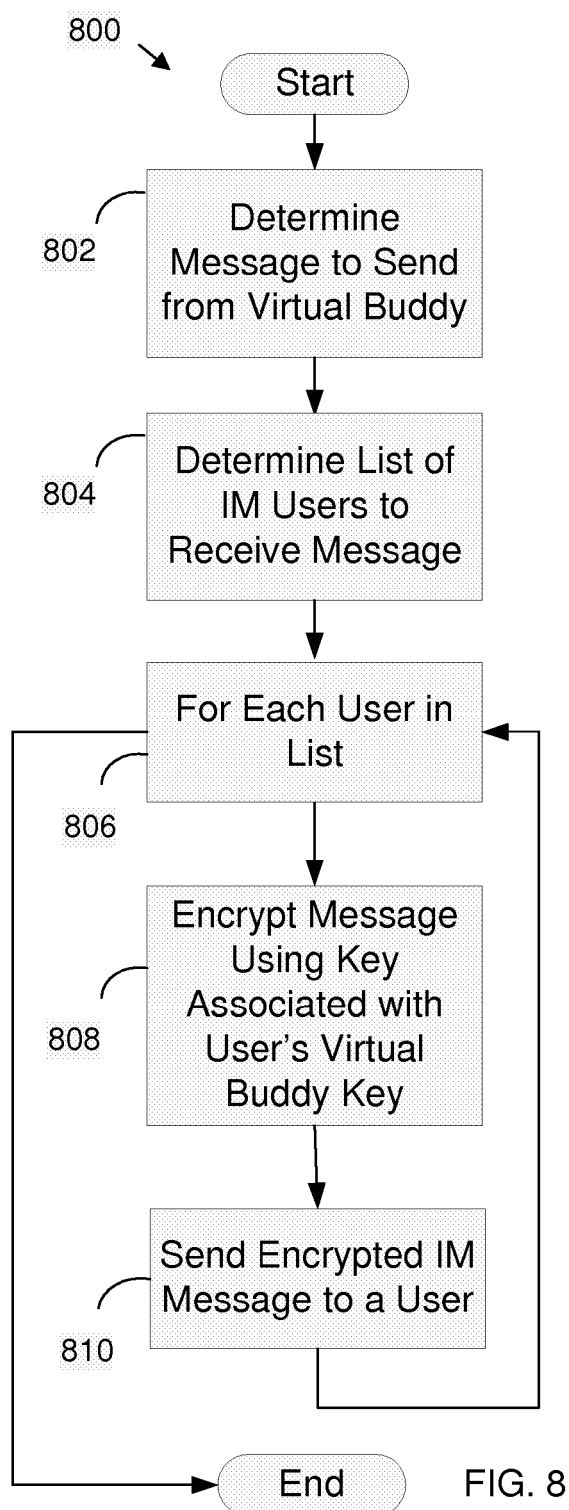 800
Start
802
Determine
Message to Send
from Virtual Buddy
804
Determine List of
IM Users to
Receive Message
For Each User in
List
806
Encrypt Message
Using Key
Associated with
User's Virtual
Buddy Key
808
Send Encrypted IM
Message to a User
810
End
FIG. 8